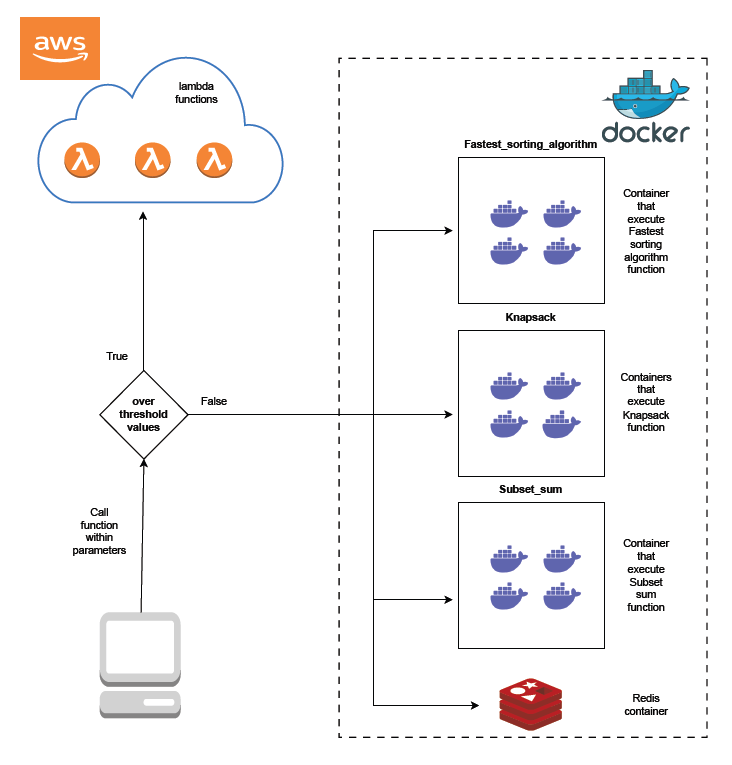 aws
lambda
functions
docker
Fastest_sorting_algorithm
Container
that
execute
Fastest
sorting
algorithm
function
Knapsack
Containers
that
execute
Knapsack
function
True
over
threshold
values
False
Subset_sum
Call
function
within
parameters
Container
that
execute
Subset
sum
function
Redis
container